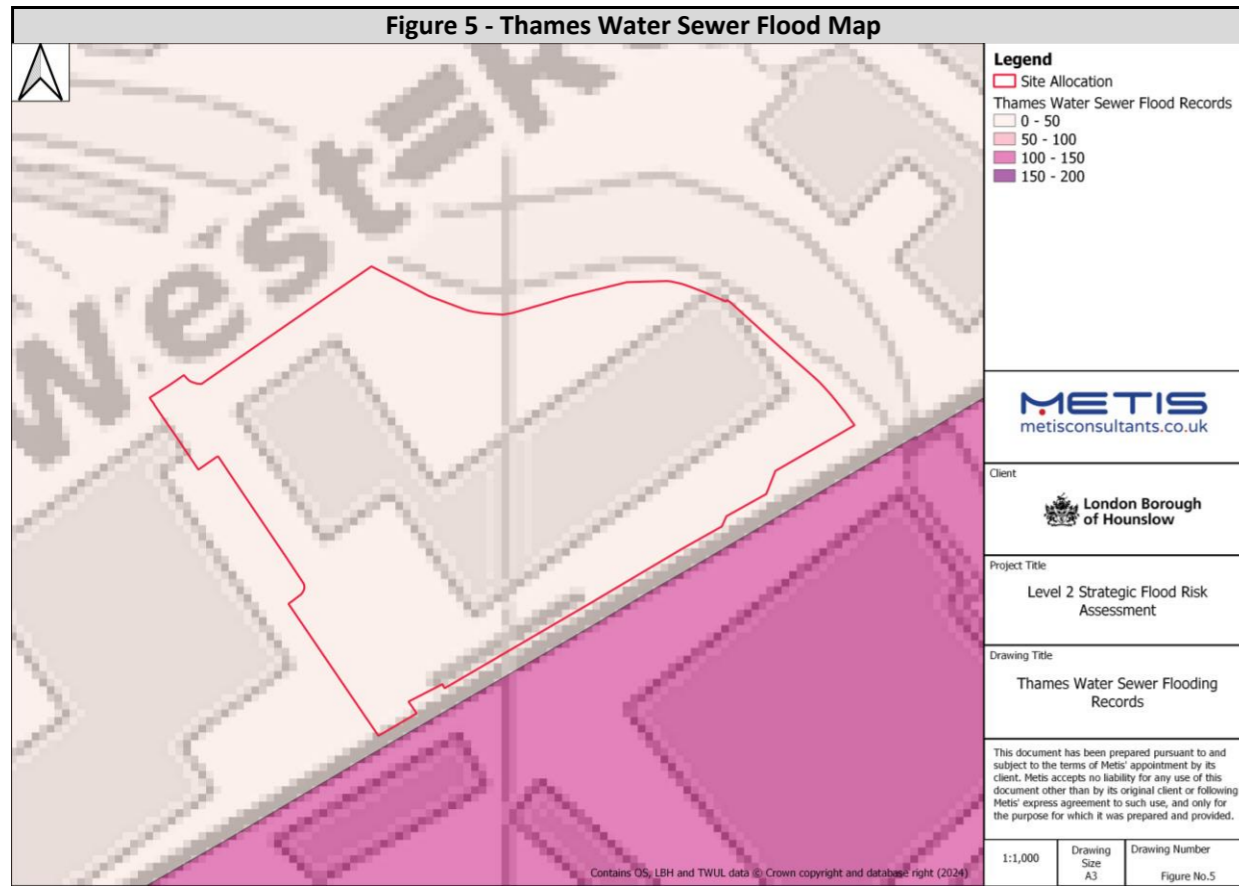 Figure 5 - Thames Water Sewer Flood Map
West=k
Legend
Site Allocation
Thames Water Sewer Flood Records
0 - 50
50 - 100
100 - 150
150 - 200
METIS
metisconsultants.co.uk
Client
London Borough
of Hounslow
Project Title
Level 2 Strategic Flood Risk
Assessment
Drawing Title
Thames Water Sewer Flooding
Records
This document has been prepared pursuant to and
subject to the terms of Metis' appointment by its
client. Metis accepts no liability for any use of this
document other than by its original client or following
Metis' express agreement to such use, and only for
the purpose for which it was prepared and provided.
1:1,000
Drawing
Size
A3
Drawing Number
Figure No.5
Contains OS, LBH and TWUL data © Crown copyright and database right (2024)